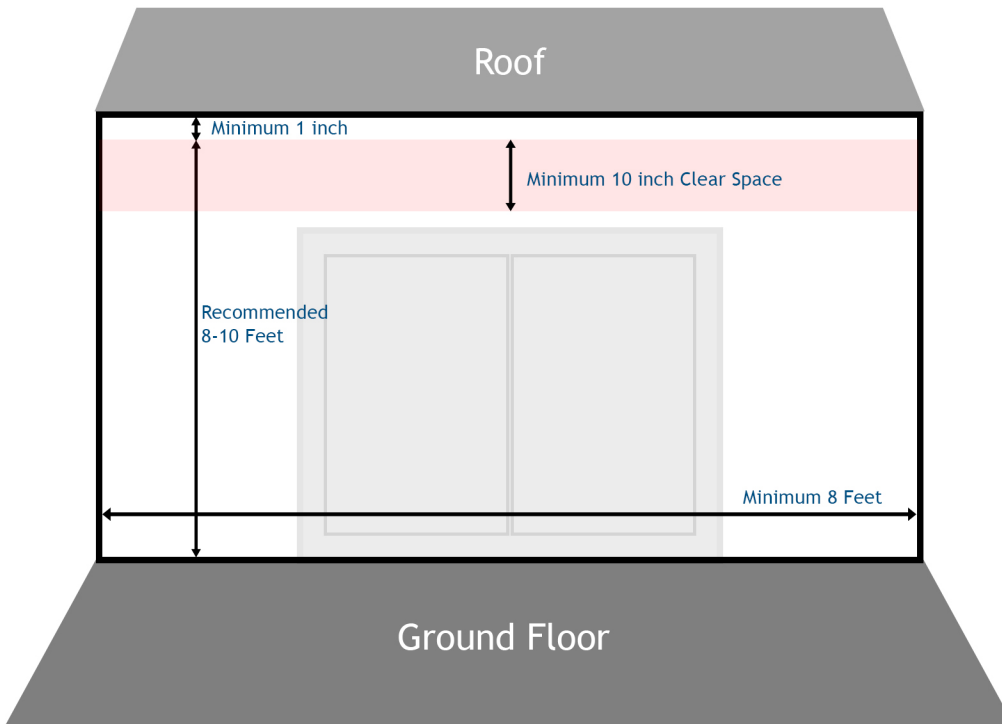 Roof
Minimum 1 inch
Minimum 10 inch Clear Space
Recommended
8-10 Feet
Minimum 8 Feet
Ground Floor